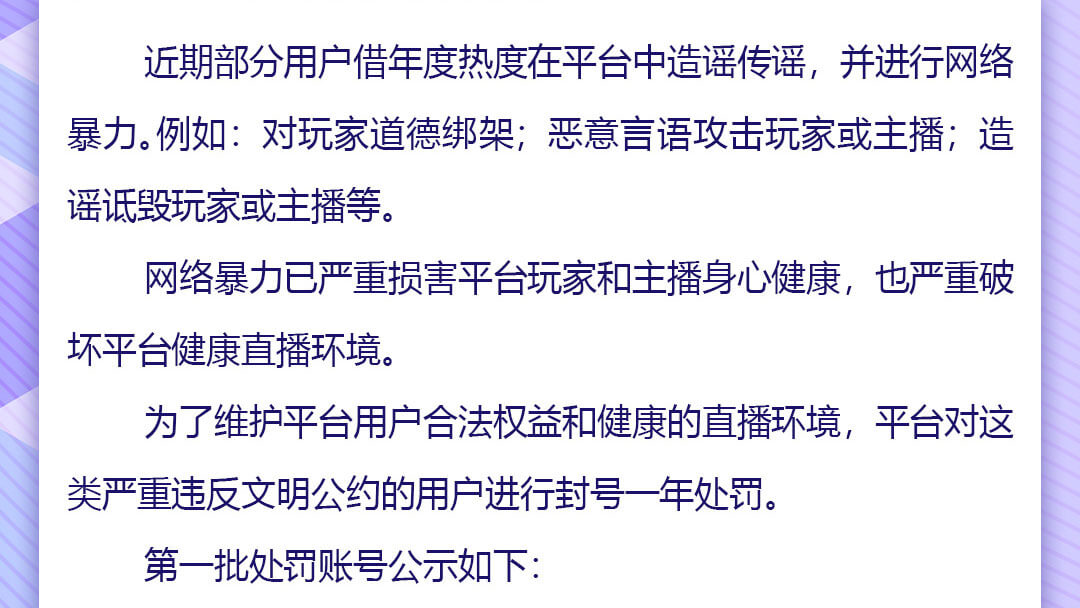 近期部分用户借年度热度在平台中造谣传谣，并进行网络
暴力。例如：对玩家道德绑架；恶意言语攻击玩家或主播；造
谣诋毁玩家或主播等。
网络暴力已严重损害平台玩家和主播身心健康，也严重破
坏平台健康直播环境。
为了维护平台用户合法权益和健康的直播环境，平台对这
类严重违反文明公约的用户进行封号一年处罚。
第一批处罚账号公示如下：